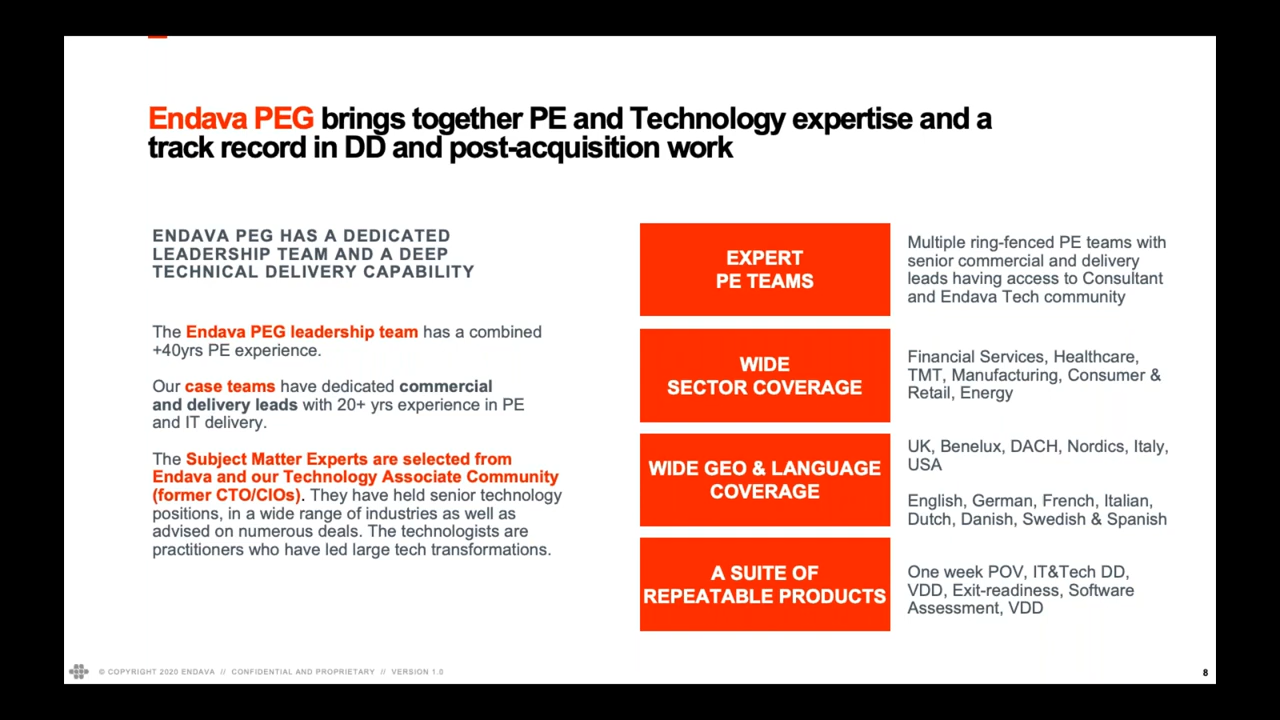 Endava PEG brings together PE and Technology expertise and a
track record in DD and post-acquisition work
ENDAVA PEG HAS A DEDICATED
LEADERSHIP TEAM AND A DEEP
TECHNICAL DELIVERY CAPABILITY
The Endava PEG leadership team has a combined
+40yrs PE experience.
Our case teams have dedicated commercial
and delivery leads with 20+ yrs experience in PE
and IT delivery.
The Subject Matter Experts are selected from
Endava and our Technology Associate Community
(former CTO/CIOs). They have held senior technology
positions, in a wide range of industries as well as
advised on numerous deals. The technologists are
practitioners who have led large tech transformations.
EXPERT
PE TEAMS
Multiple ring-fenced PE teams with
senior commercial and delivery
leads having access to Consultant
and Endava Tech community
WIDE
SECTOR COVERAGE
Financial Services, Healthcare,
TMT, Manufacturing, Consumer &
Retail, Energy
WIDE GEO & LANGUAGE
COVERAGE
UK, Benelux, DACH, Nordics, Italy,
USA
English, German, French, Italian,
Dutch, Danish, Swedish & Spanish
A SUITE OF
REPEATABLE PRODUCTS
One week POV, IT&Tech DD,
VDD, Exit-readiness, Software
Assessment, VDD
© COPYRIGHT 2020 ENDAVA // CONFIDENTIAL AND PROPRIETARY // VERSION 1.0
8